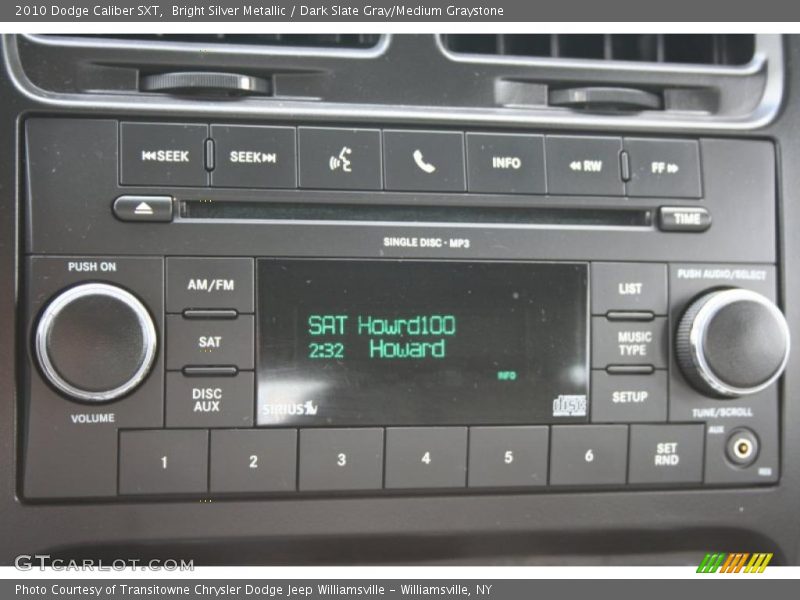 2010 Dodge Caliber SXT,  Bright Silver Metallic / Dark Slate Gray/Medium Graystone
SEEK
SEEK
INFO
RW
FF
TIME
SINGLE DISC · MP3
PUSH ON
AM/FM
SAT
DISC
AUX
VOLUME
SAT Howrd100
2:32 Howard
INFO
SIRIUS
disc
LIST
MUSIC
TYPE
SETUP
PUSH AUDIO/SELECT
TUNE/SCROLL
AUX
1
2
3
4
5
6
SET
RND
GTCARLOT.COM
Photo Courtesy of Transitowne Chrysler Dodge Jeep Williamsville - Williamsville, NY